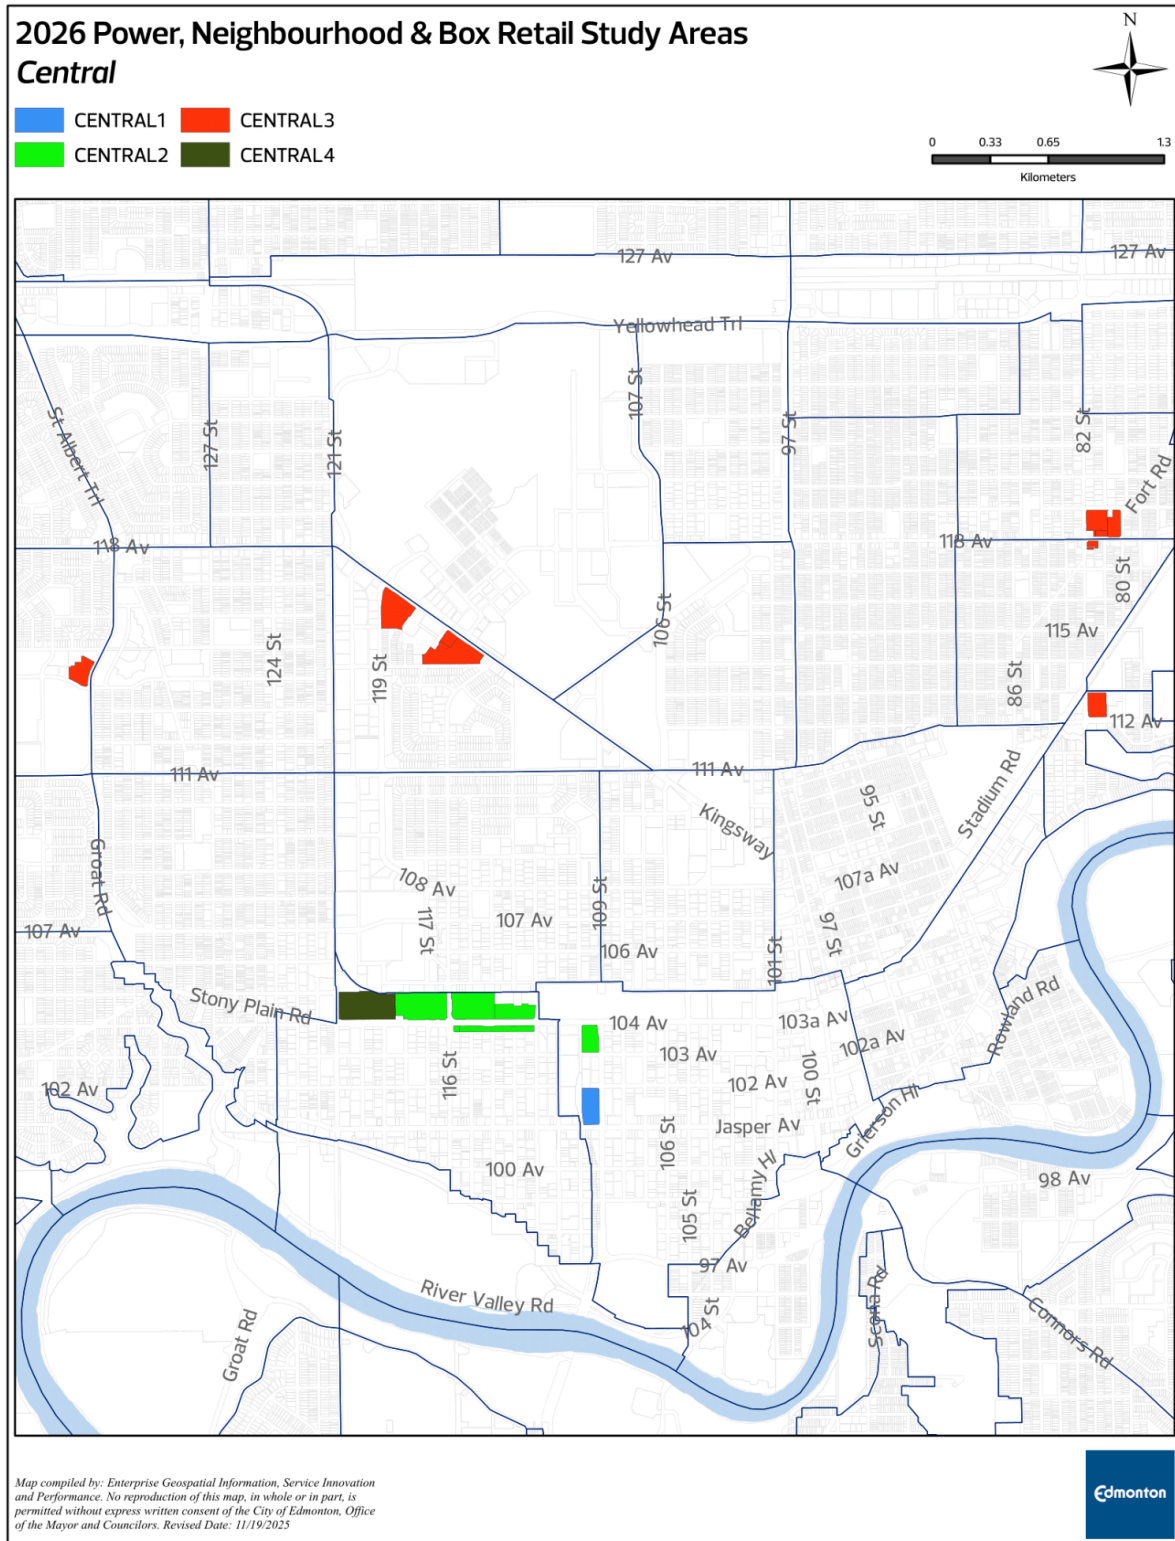 2026 Power, Neighbourhood & Box Retail Study Areas
Central
N
CENTRAL1
CENTRAL3
CENTRAL2
CENTRAL4
0 0.33 0.65 1.3
Kilometers
127 Av
127 Av
Yellowhead Trl
107 St
St Albert Trl
127 St
121 St
97 St
82 St
Fort Rd
118 Av
118 Av
80 St
106 St
115 Av
124 St
119 St
86 St
112 Av
111 Av
111 Av
Kingsway
95 St
Stadium Rd
Groat Rd
108 Av
107a Av
109 St
117 St
107 Av
107 Av
97 St
106 Av
101 St
Stony Plain Rd
104 Av
103a Av
Rowland Rd
102a Av
103 Av
116 St
102 Av
100 St
102 Av
Jasper Av
Grierson Hl
106 St
100 Av
98 Av
Bellamy Hl
105 St
97 Av
River Valley Rd
Scona Rd
104 St
Groat Rd
Connors Rd
Map compiled by: Enterprise Geospatial Information, Service Innovation
and Performance. No reproduction of this map, in whole or in part, is
permitted without express written consent of the City of Edmonton, Office
of the Mayor and Councilors. Revised Date: 11/19/2025
Edmonton